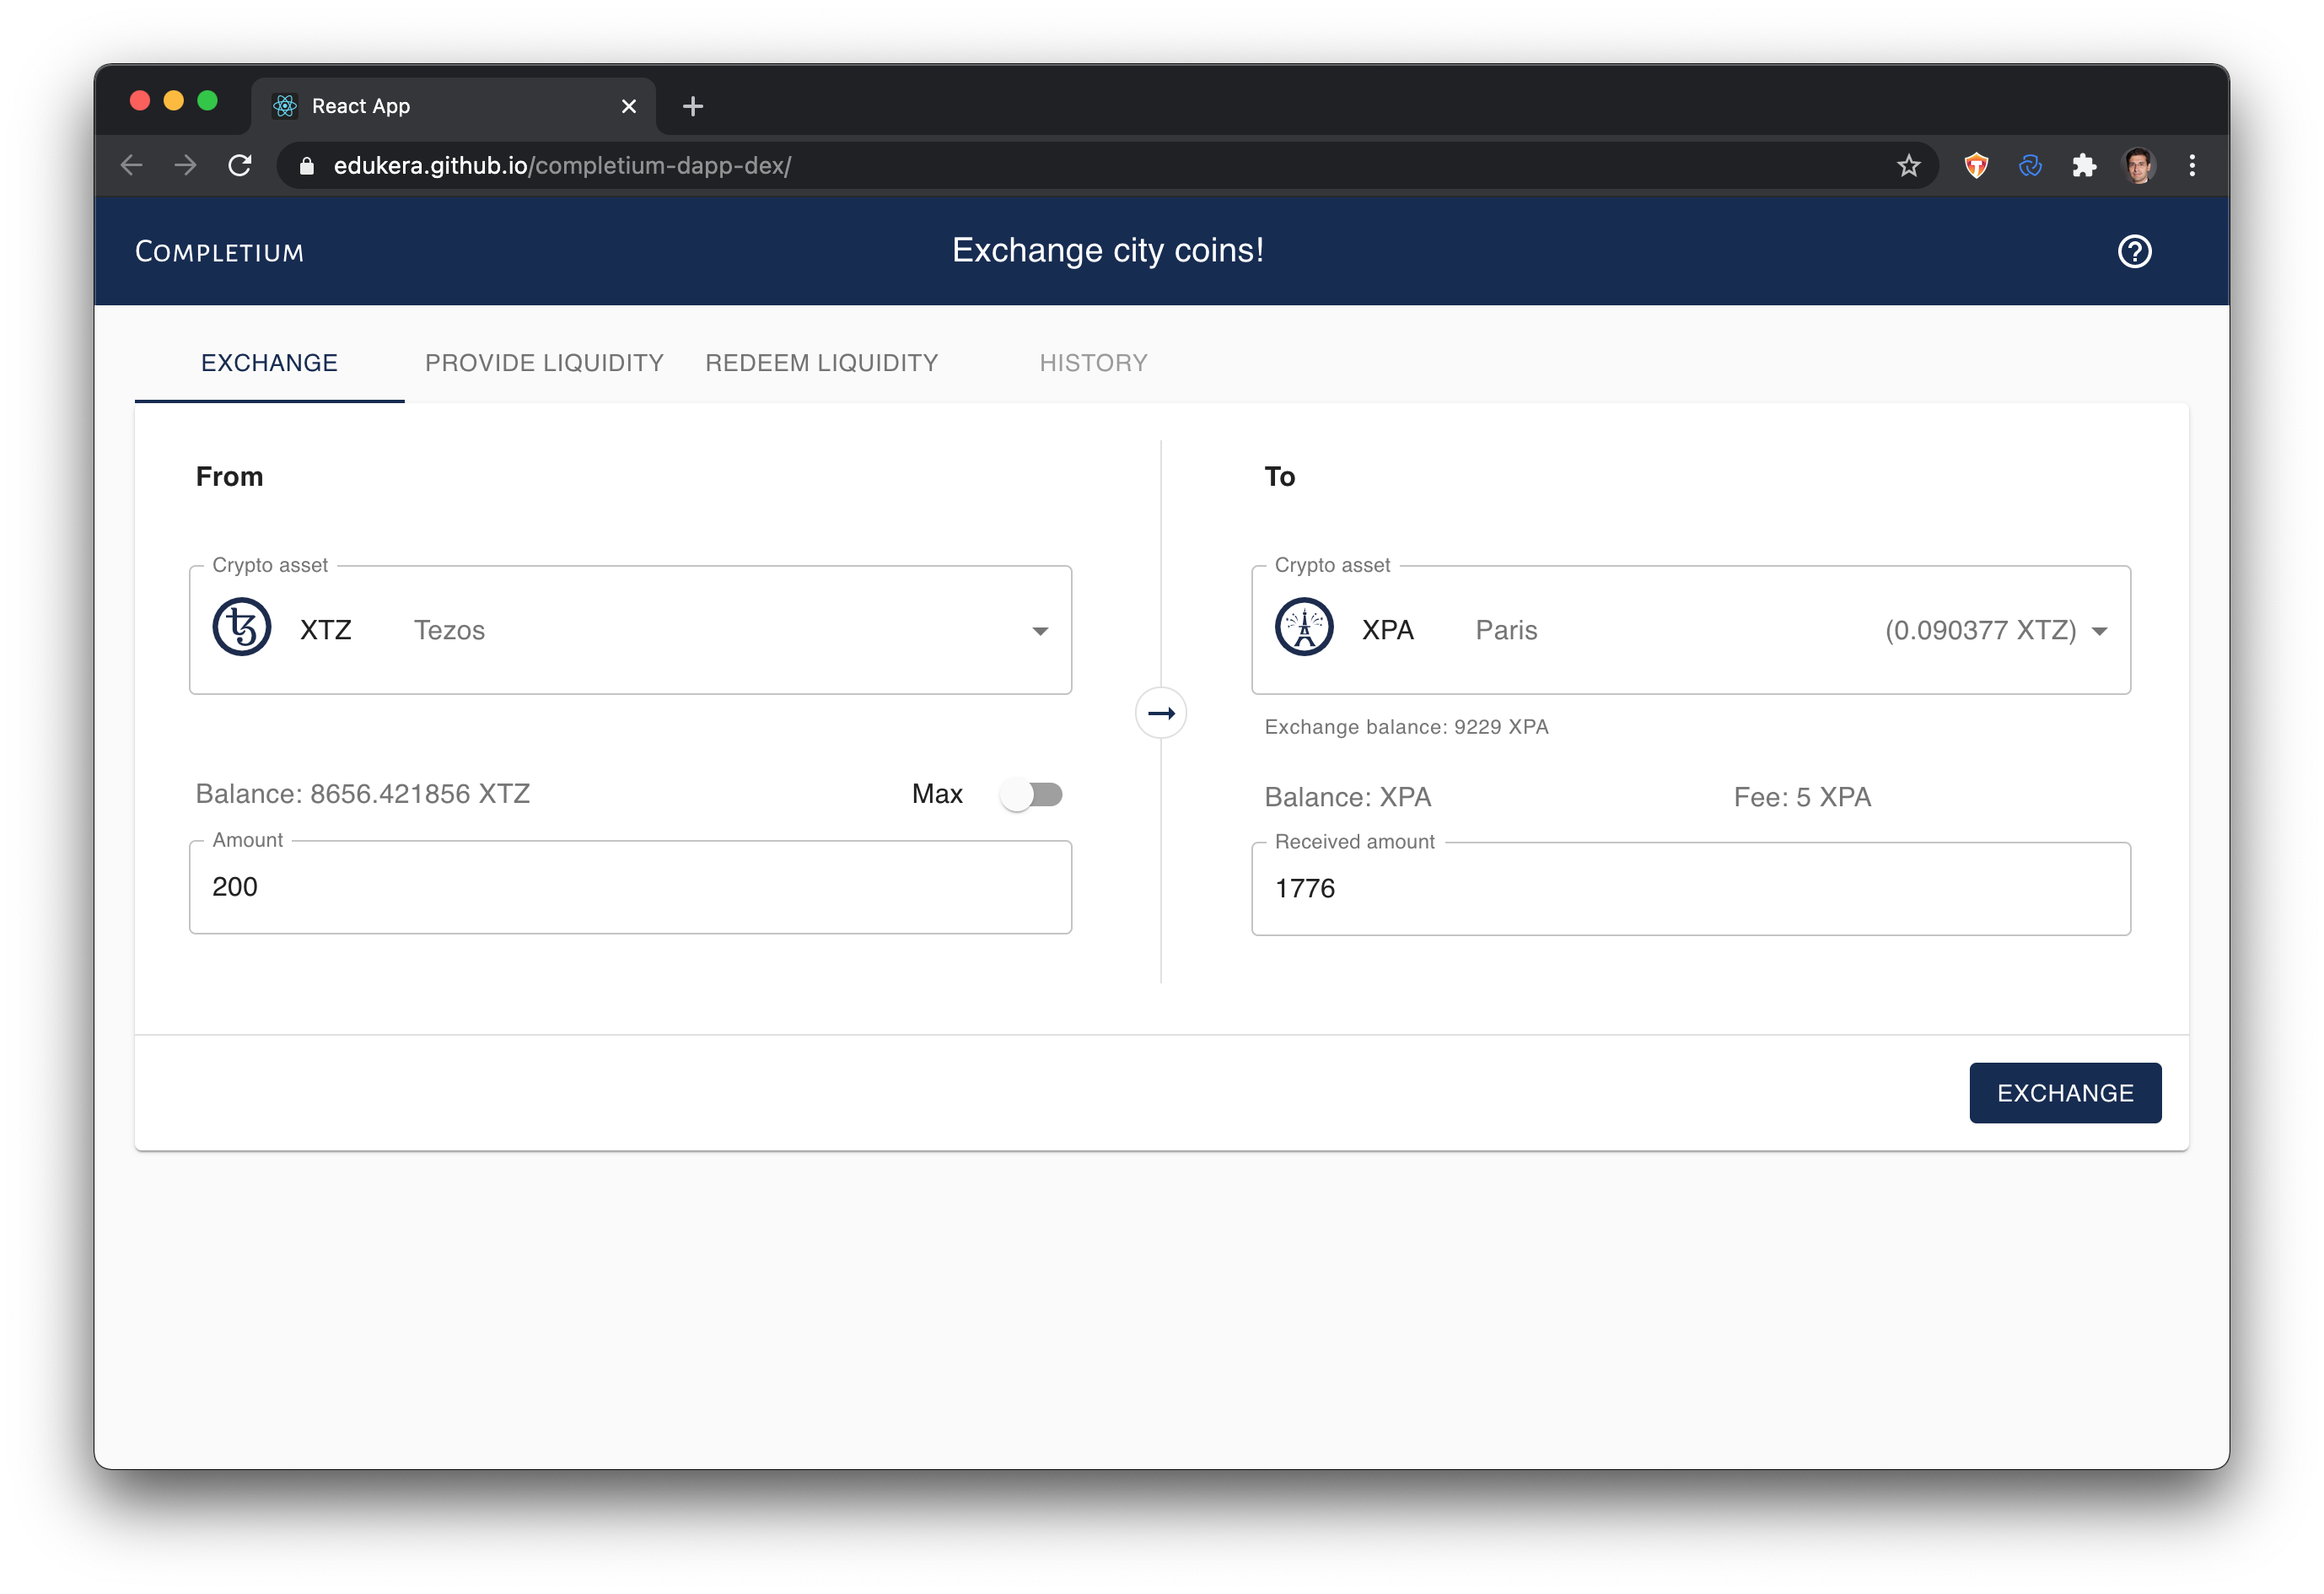 React App
edukera.github.io/completium-dapp-dex/
COMPLETIUM
Exchange city coins!
EXCHANGE
PROVIDE LIQUIDITY
REDEEM LIQUIDITY
HISTORY
From
Crypto asset
XTZ Tezos
Balance: 8656.421856 XTZ
Max
Amount
200
To
Crypto asset
XPA Paris (0.090377 XTZ)
Exchange balance: 9229 XPA
Balance: XPA
Fee: 5 XPA
Received amount
1776
EXCHANGE